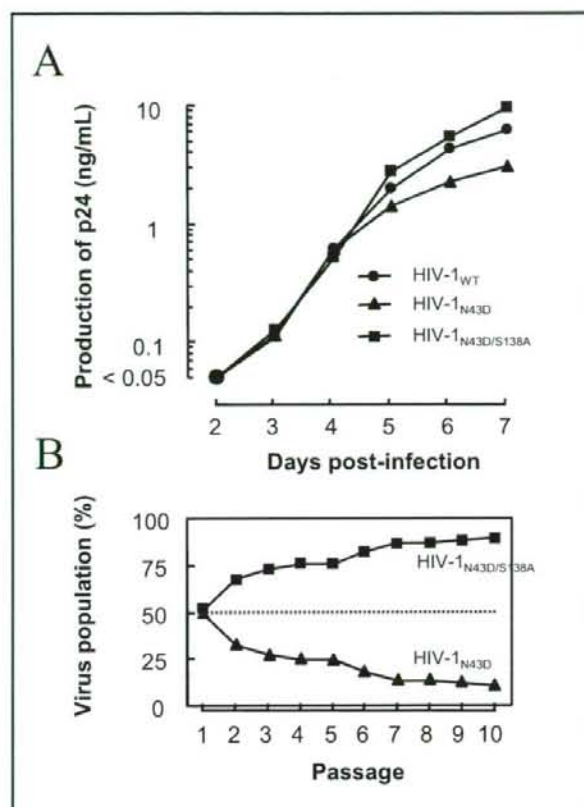 A
Production of p24 (ng/mL)
10
1
0.1
< 0.05
HIV-1WT
HIV-1N43D
HIV-1N43D/S138A
2 3 4 5 6 7
Days post-infection
B
Virus population (%)
100
75
50
25
0
HIV-1N43D/S138A
HIV-1N43D
1 2 3 4 5 6 7 8 9 10
Passage